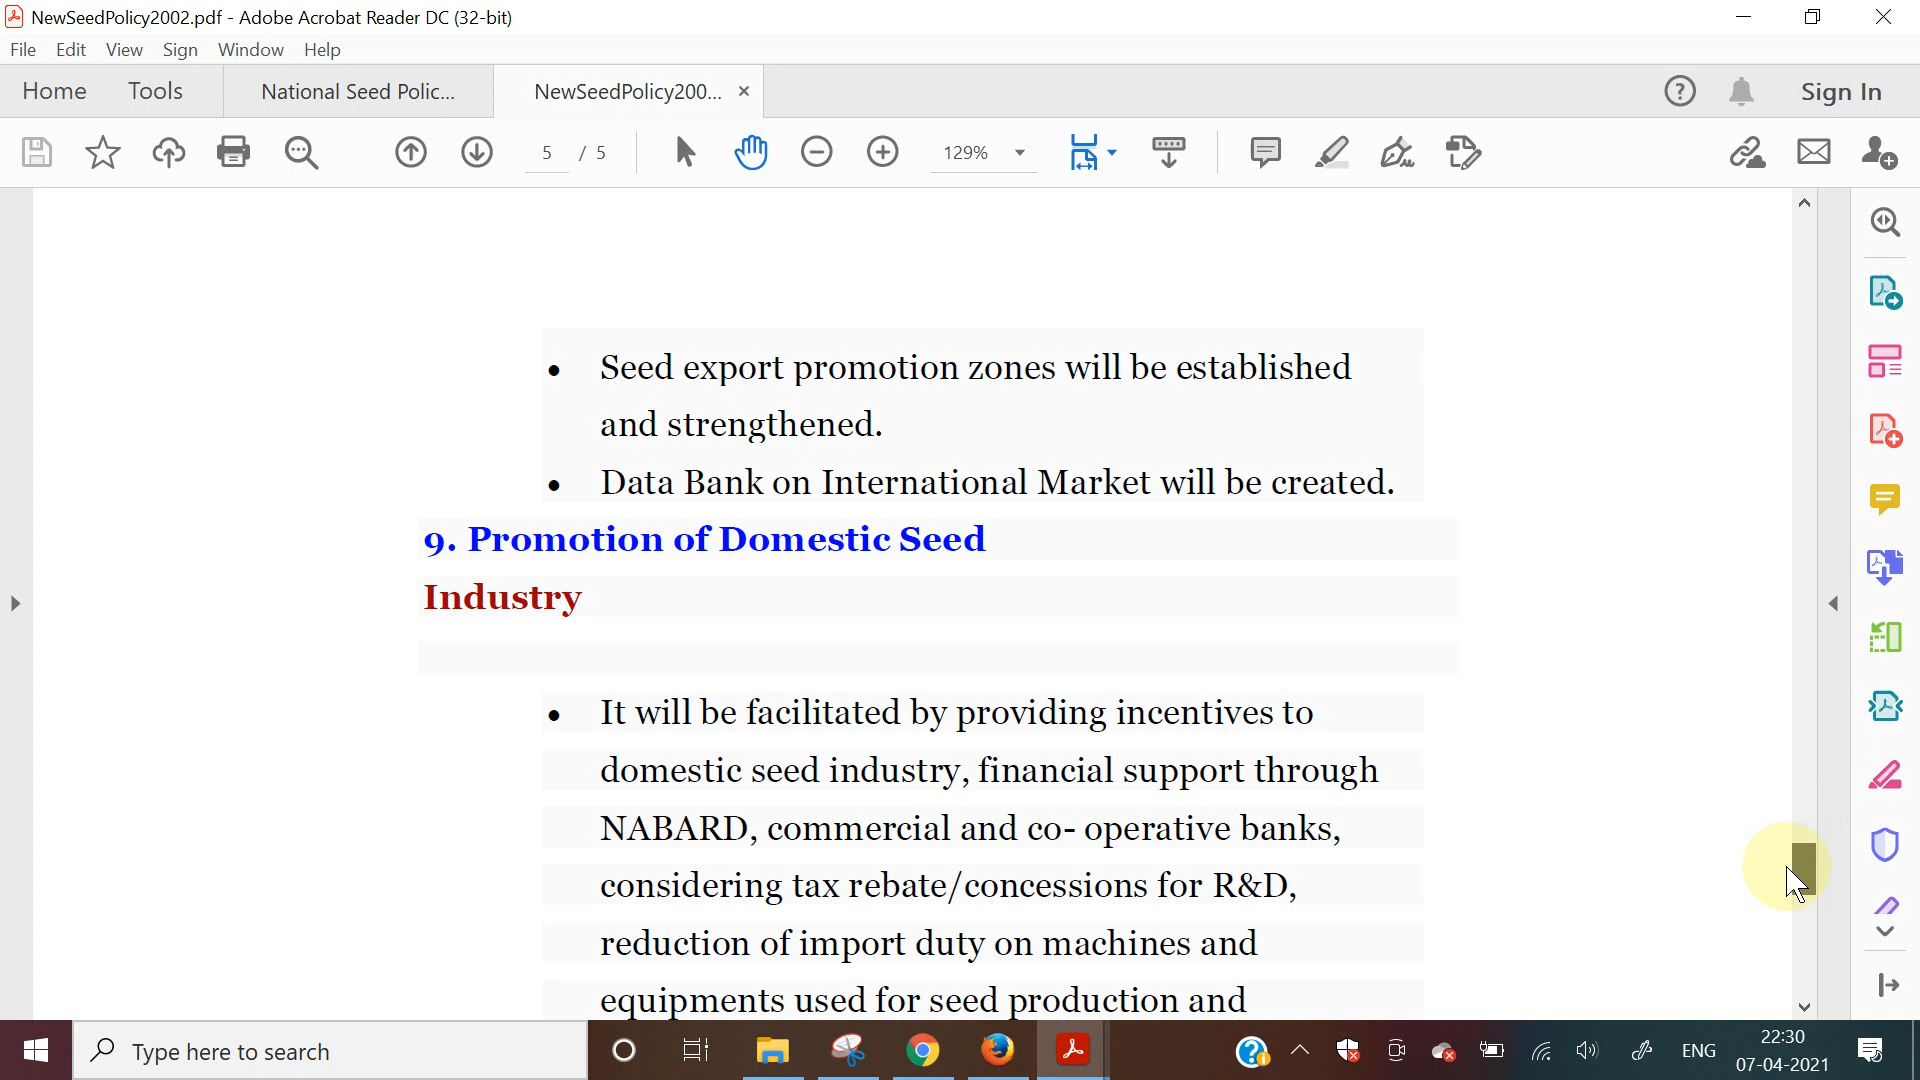 NewSeedPolicy2002.pdf - Adobe Acrobat Reader DC (32-bit)
File Edit View Sign Window Help
Home Tools National Seed Polic... NewSeedPolicy200... Sign In
5 / 5 129%
• Seed export promotion zones will be established
and strengthened.
• Data Bank on International Market will be created.
9. Promotion of Domestic Seed
Industry
• It will be facilitated by providing incentives to
domestic seed industry, financial support through
NABARD, commercial and co- operative banks,
considering tax rebate/concessions for R&D,
reduction of import duty on machines and
equipments used for seed production and
Type here to search
ENG
22:30
07-04-2021